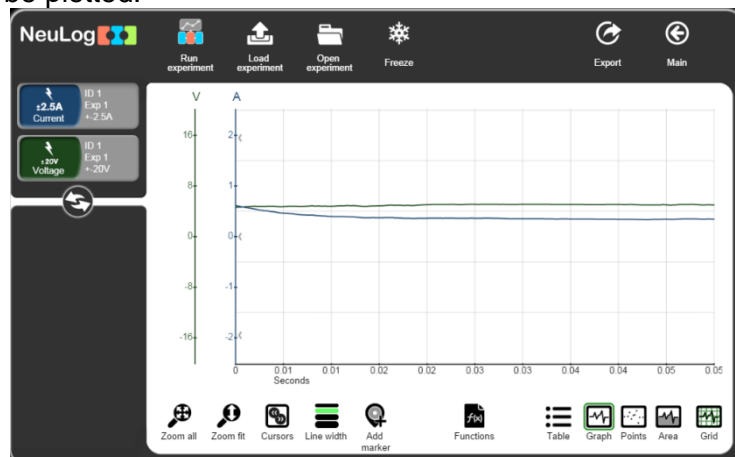 be plotted.
NeuLog
Run
experiment
Load
experiment
Open
experiment
Freeze
Export
Main
±2.5A
Current
ID 1
Exp 1
+-2.5A
±20V
Voltage
ID 1
Exp 1
+-20V
V A
16 2
8 1
0 0
-8 -1
-16 -2
0 0.01 0.01 0.02 0.02 0.03 0.03 0.04 0.04 0.05 0.05
Seconds
Zoom all
Zoom fit
Cursors
Line width
Add
marker
f(x)
Functions
Table
Graph
Points
Area
Grid